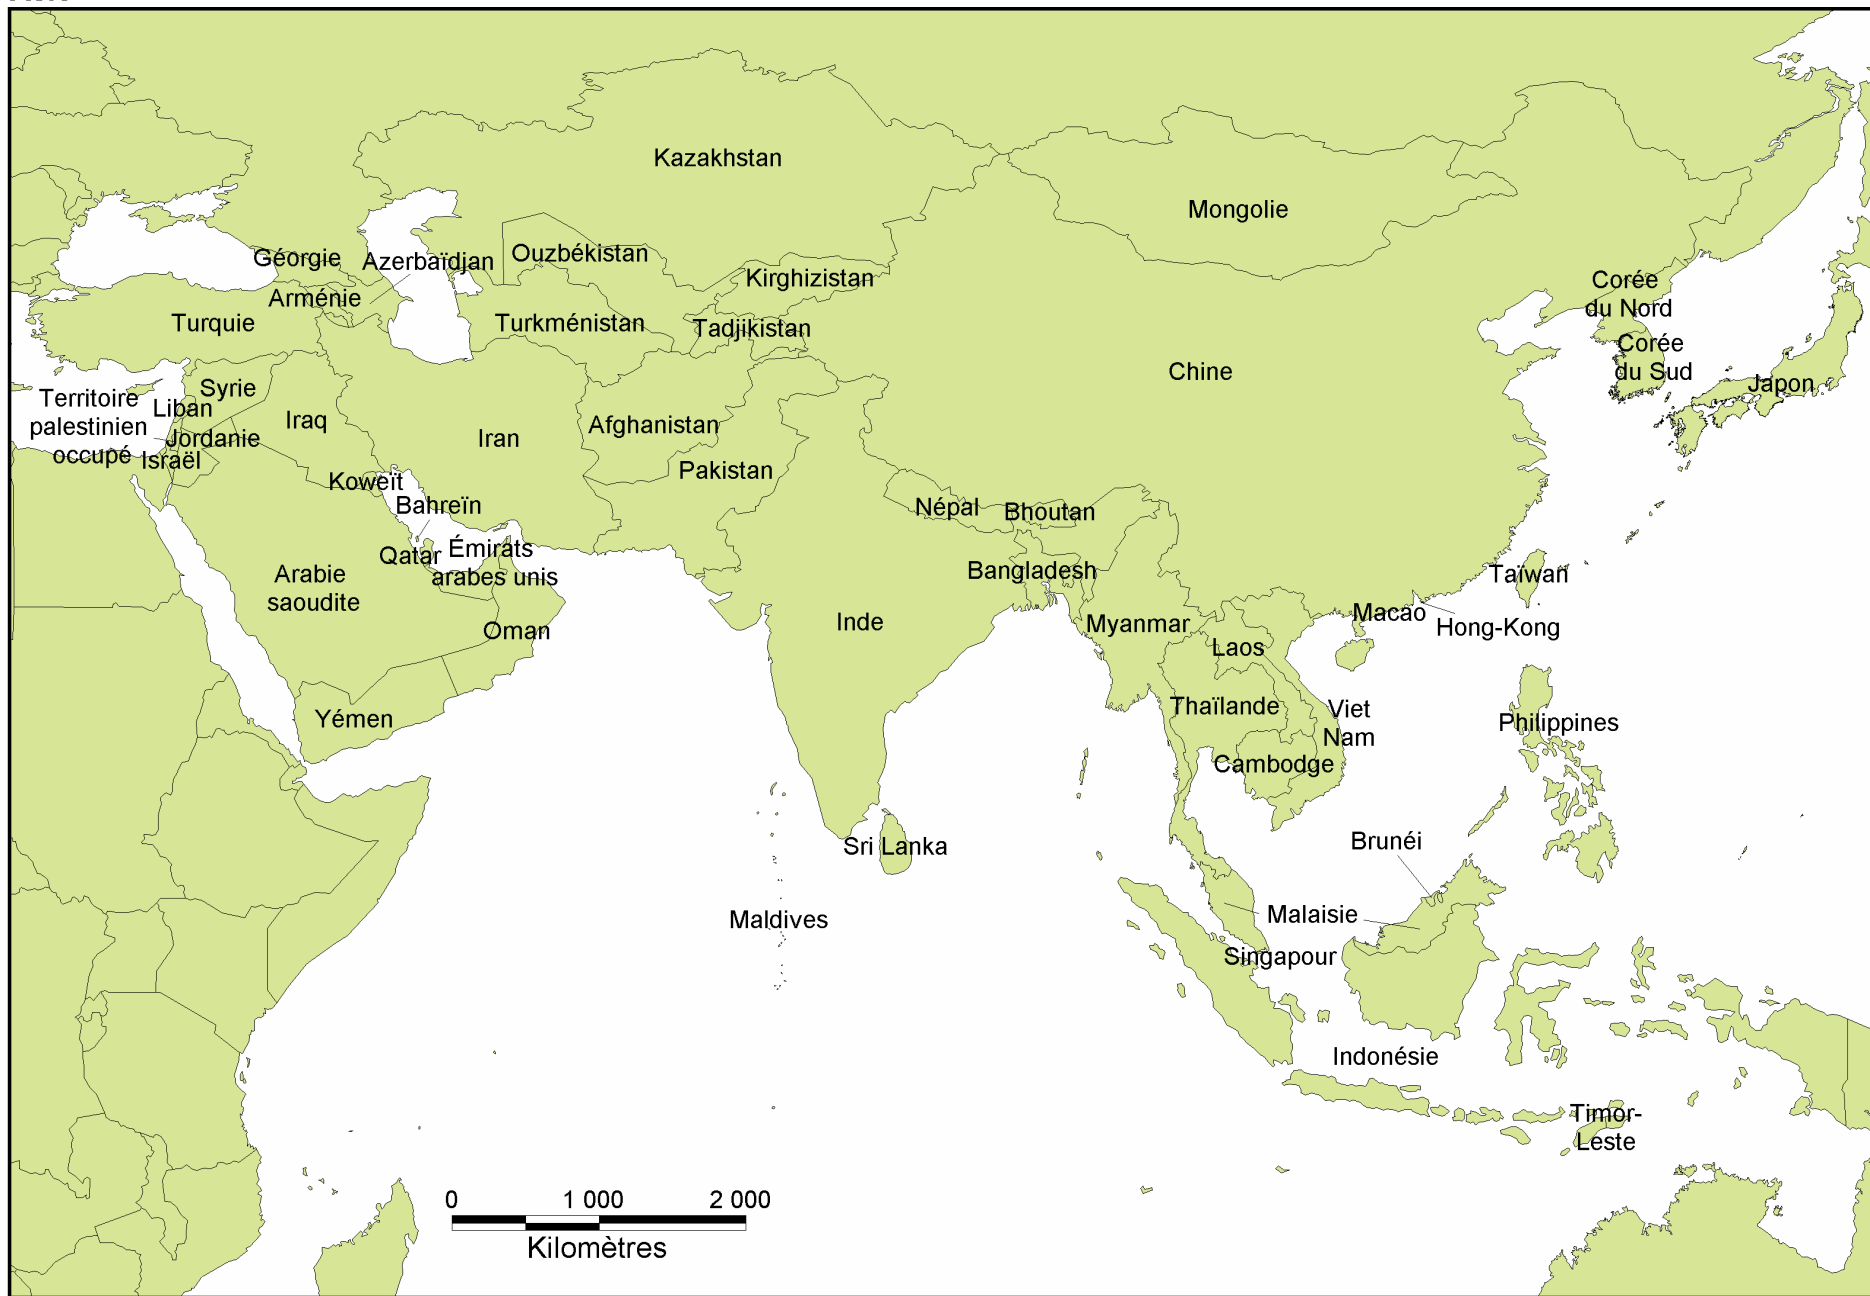 Kazakhstan
Mongolie
Géorgie
Azerbaïdjan
Ouzbékistan
Kirghizistan
Corée
du Nord
Arménie
Turquie
Turkménistan
Tadjikistan
Corée
du Sud
Chine
Japon
Syrie
Territoire
palestinien
occupé
Liban
Jordanie
Israël
Iraq
Iran
Afghanistan
Pakistan
Koweït
Bahreïn
Népal
Bhoutan
Qatar
Émirats
arabes unis
Arabie
saoudite
Bangladesh
Taïwan
Oman
Inde
Myanmar
Macao
Hong-Kong
Laos
Yémen
Thaïlande
Viet
Nam
Philippines
Cambodge
Sri Lanka
Brunéi
Maldives
Malaisie
Singapour
Indonésie
Timor-
Leste
0 1 000 2 000
Kilomètres